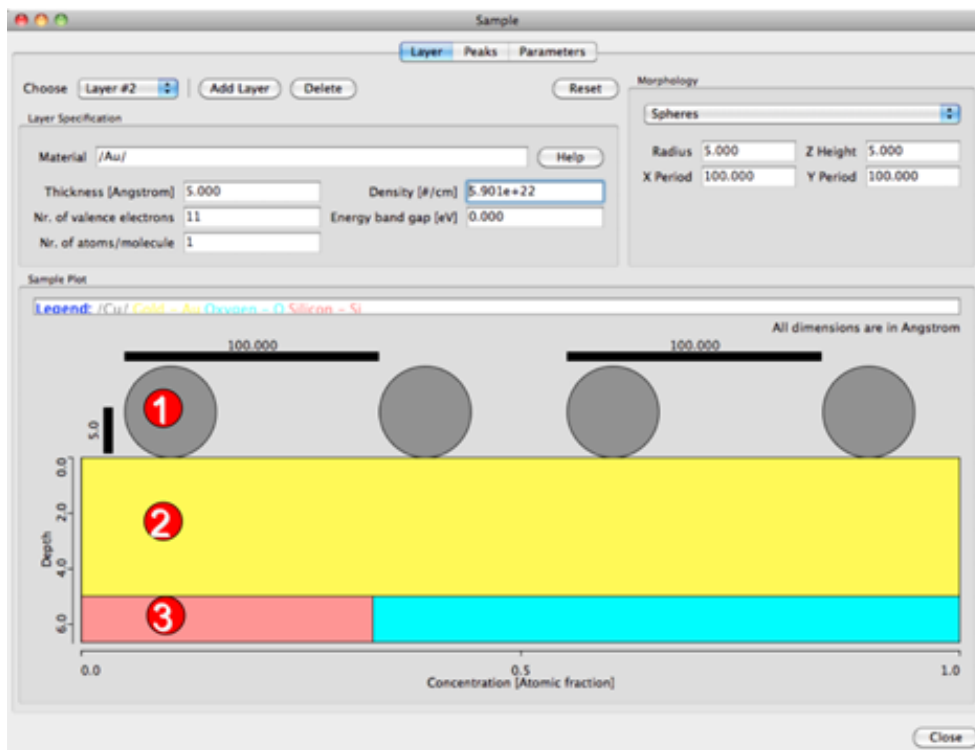 Sample
Layer Peaks Parameters
Choose Layer #2 Add Layer Delete Reset
Morphology
Spheres
Radius 5.000 Z Height 5.000
X Period 100.000 Y Period 100.000
Layer Specification
Material /Au/ Help
Thickness [Angstrom] 5.000 Density [#/cm] 5.901e+22
Nr. of valence electrons 11 Energy band gap [eV] 0.000
Nr. of atoms/molecule 1
Sample Plot
Legend: /Cu/ Gold - Au Oxygen - O Silicon - Si
All dimensions are in Angstrom
100.000 100.000
1
5.0
0.0
2
2.0
Depth
4.0
3
6.0
0.0 0.5 1.0
Concentration [Atomic fraction]
Close